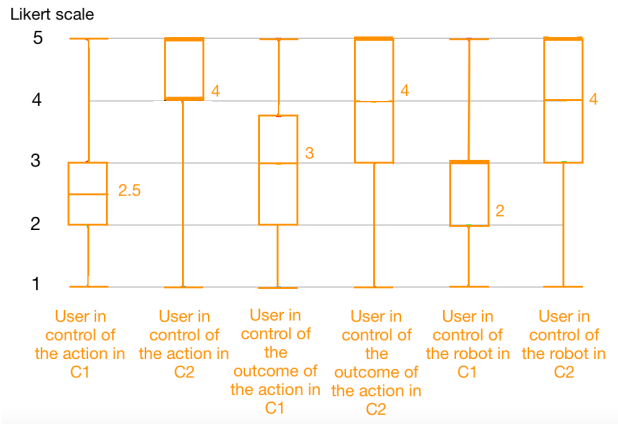 Likert scale
5
4
3
2
1
2.5
4
3
4
2
4
User in
control of
the action in
C1
User in
control of
the action in
C2
User in
control of
the
outcome of
the action in
C1
User in
control of
the
outcome of
the action in
C2
User in
control of
the robot in
C1
User in
control of
the robot in
C2